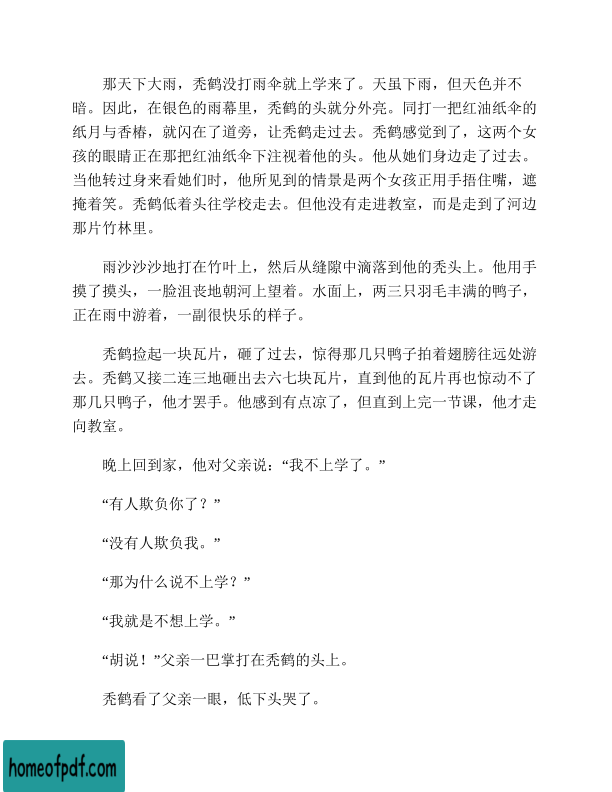 那天下大雨，秃鹤没打雨伞就上学来了。天虽下雨，但天色并不
暗。因此，在银色的雨幕里，秃鹤的头就分外亮。同打一把红油纸伞的
纸月与香椿，就闪在了道旁，让秃鹤走过去。秃鹤感觉到了，这两个女
孩的眼睛正在那把红油纸伞下注视着他的头。他从她们身边走了过去。
当他转过身来看她们时，他所见到的情景是两个女孩正用手捂住嘴，遮
掩着笑。秃鹤低着头往学校走去。但他没有走进教室，而是走到了河边
那片竹林里。
雨沙沙沙地打在竹叶上，然后从缝隙中滴落到他的秃头上。他用手
摸了摸头，一脸沮丧地朝河上望着。水面上，两三只羽毛丰满的鸭子，
正在雨中游着，一副很快乐的样子。
秃鹤捡起一块瓦片，砸了过去，惊得那几只鸭子拍着翅膀往远处游
去。秃鹤又接二连三地砸出去六七块瓦片，直到他的瓦片再也惊动不了
那几只鸭子，他才罢手。他感到有点凉了，但直到上完一节课，他才走
向教室。
晚上回到家，他对父亲说：“我不上学了。”
“有人欺负你了？”
“没有人欺负我。”
“那为什么说不上学？”
“我就是不想上学。”
“胡说！”父亲一巴掌打在秃鹤的头上。
秃鹤看了父亲一眼，低下头哭了。
homeofpdf.com